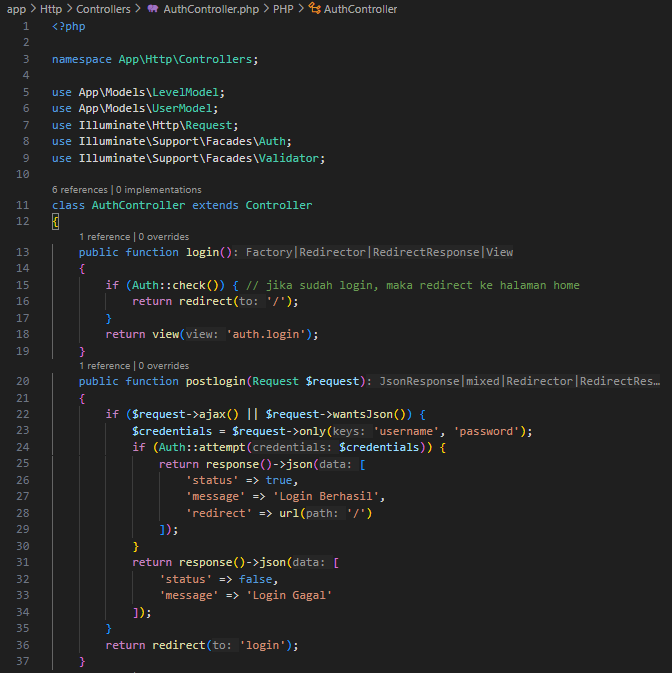 app > Http > Controllers > AuthController.php > PHP > AuthController
1 <?php
2
3 namespace App\Http\Controllers;
4
5 use App\Models\LevelModel;
6 use App\Models\UserModel;
7 use Illuminate\Http\Request;
8 use Illuminate\Support\Facades\Auth;
9 use Illuminate\Support\Facades\Validator;
10
6 references | 0 implementations
11 class AuthController extends Controller
12 {
1 reference | 0 overrides
13 public function login(): Factory|Redirector|RedirectResponse|View
14 {
15 if (Auth::check()) { // jika sudah login, maka redirect ke halaman home
16 return redirect(to: '/');
17 }
18 return view(view: 'auth.login');
19 }
1 reference | 0 overrides
20 public function postlogin(Request $request): JsonResponse|mixed|Redirector|RedirectRes…
21 {
22 if ($request->ajax() || $request->wantsJson()) {
23 $credentials = $request->only(keys: 'username', 'password');
24 if (Auth::attempt(credentials: $credentials)) {
25 return response()->json(data: [
26 'status' => true,
27 'message' => 'Login Berhasil',
28 'redirect' => url(path: '/')
29 ]);
30 }
31 return response()->json(data: [
32 'status' => false,
33 'message' => 'Login Gagal'
34 ]);
35 }
36 return redirect(to: 'login');
37 }